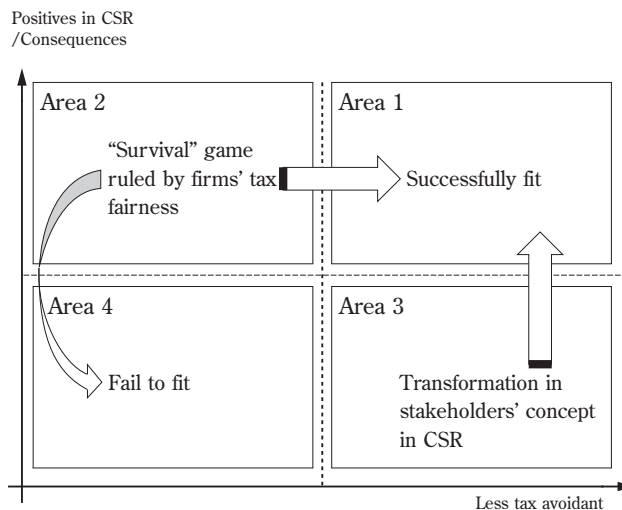 Positives in CSR
/Consequences
Area 2
“Survival” game
ruled by firms’ tax
fairness
Area 1
Successfully fit
Area 4
Fail to fit
Area 3
Transformation in
stakeholders’ concept
in CSR
Less tax avoidant